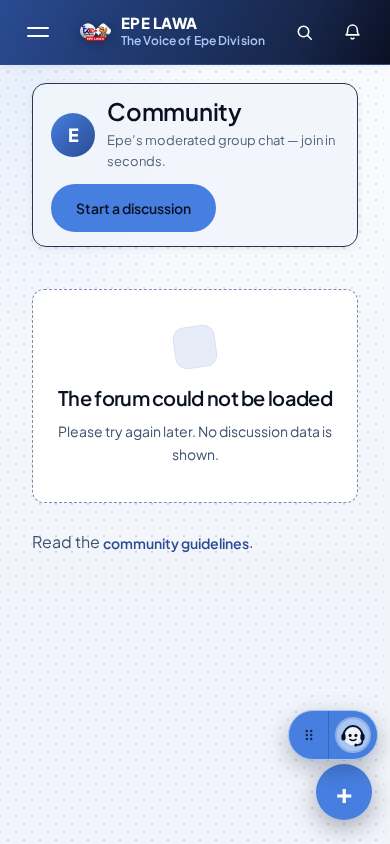 EPE LAWA
The Voice of Epe Division
E
Community
Epe's moderated group chat — join in
seconds.
Start a discussion
The forum could not be loaded
Please try again later. No discussion data is
shown.
Read the community guidelines.
+